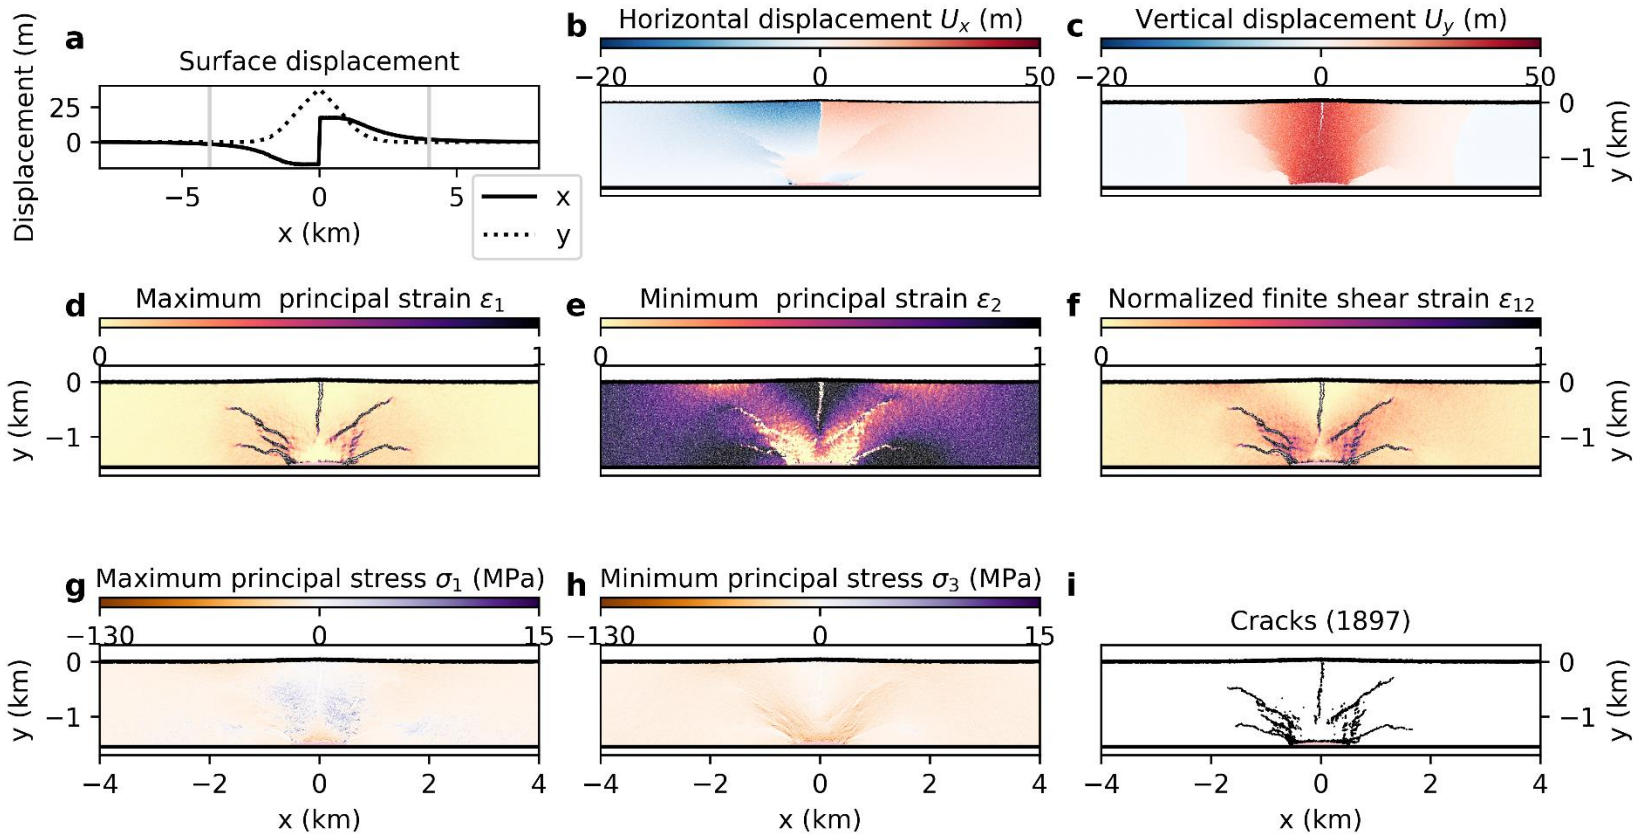 a
Surface displacement
Displacement (m)
25
0
−5 0 5
x (km)
x
y
b Horizontal displacement Uₓ (m)
−20 0 50
c Vertical displacement U_y (m)
−20 0 50
0
−1
y (km)
d Maximum principal strain ε₁
0 1
0
−1
y (km)
e Minimum principal strain ε₂
0 1
f Normalized finite shear strain ε₁₂
0 1
0
−1
y (km)
g Maximum principal stress σ₁ (MPa)
−130 0 15
0
−1
y (km)
−4 −2 0 2 4
x (km)
h Minimum principal stress σ₃ (MPa)
−130 0 15
−4 −2 0 2 4
x (km)
i
Cracks (1897)
0
−1
y (km)
−4 −2 0 2 4
x (km)